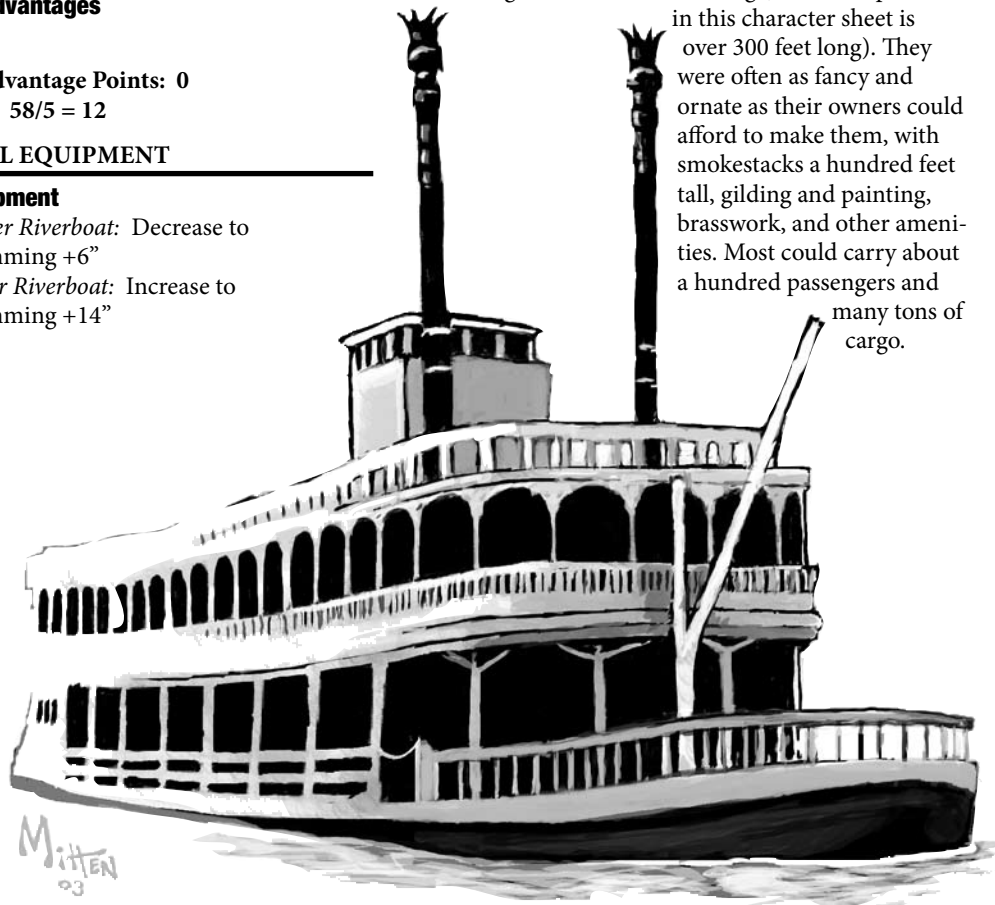 dvantages
dvantage Points: 0
58/5 = 12
L EQUIPMENT
pment
er Riverboat: Decrease to
ming +6”
r Riverboat: Increase to
ming +14”
in this character sheet is
over 300 feet long). They
were often as fancy and
ornate as their owners could
afford to make them, with
smokestacks a hundred feet
tall, gilding and painting,
brasswork, and other ameni-
ties. Most could carry about
a hundred passengers and
many tons of
cargo.
Mitten
03